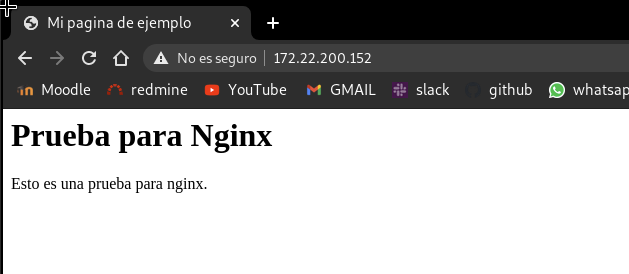 Mi pagina de ejemplo
No es seguro 172.22.200.152
Moodle redmine YouTube GMAIL slack github whatsap
Prueba para Nginx
Esto es una prueba para nginx.